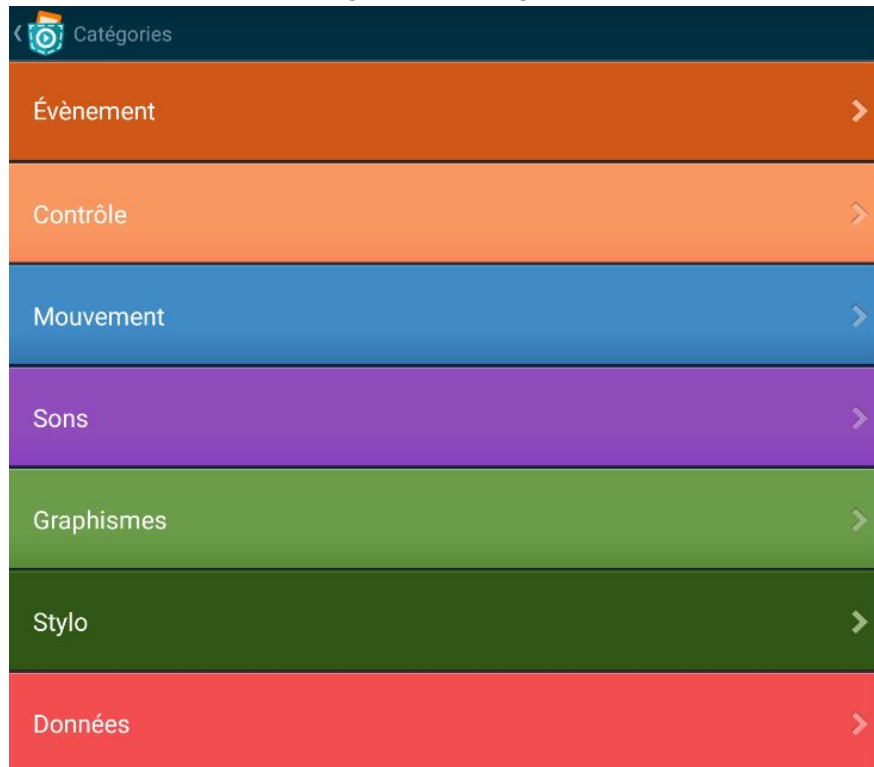 Catégories
Évènement
Contrôle
Mouvement
Sons
Graphismes
Stylo
Données